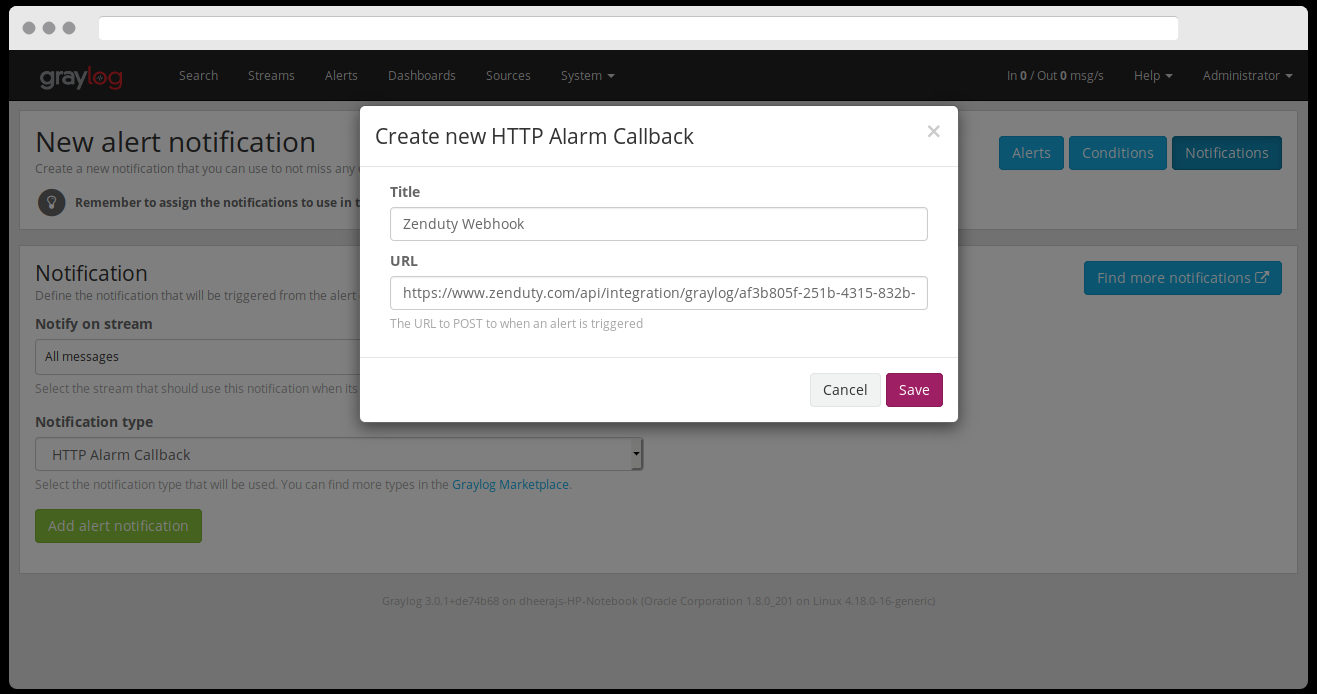 graylog Search Streams Alerts Dashboards Sources System In 0 / Out 0 msg/s Help Administrator
New alert notification
Create a new notification that you can use to not miss any
Remember to assign the notifications to use in
Alerts Conditions Notifications
Create new HTTP Alarm Callback ×
Title
Zenduty Webhook
URL
https://www.zenduty.com/api/integration/graylog/af3b805f-251b-4315-832b-
The URL to POST to when an alert is triggered
Cancel Save
Notification
Define the notification that will be triggered from the alert
Find more notifications
Notify on stream
All messages
Select the stream that should use this notification when its
Notification type
HTTP Alarm Callback
Select the notification type that will be used. You can find more types in the Graylog Marketplace.
Add alert notification
Graylog 3.0.1+de74b68 on dheerajs-HP-Notebook (Oracle Corporation 1.8.0_201 on Linux 4.18.0-16-generic)